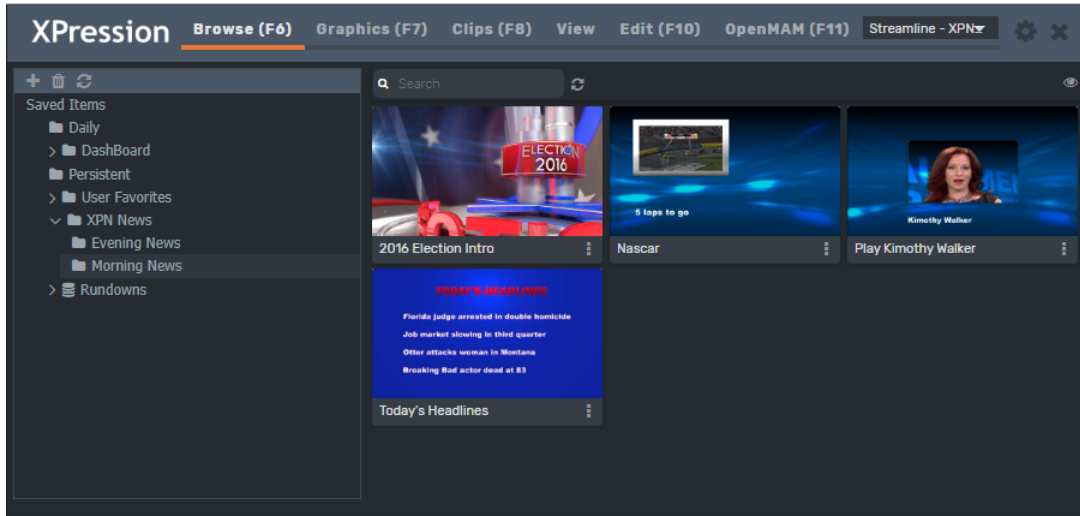 XPression Browse (F6) Graphics (F7) Clips (F8) View Edit (F10) OpenMAM (F11) Streamline - XPN
Search
Saved Items
Daily
DashBoard
Persistent
User Favorites
XPN News
Evening News
Morning News
Rundowns
ELECTION
2016
2016 Election Intro
5 laps to go
Nascar
Kimothy Walker
Play Kimothy Walker
TODAY'S HEADLINES
Florida judge arrested in double homicide
Job market slowing in third quarter
Otter attacks woman in Montana
Breaking Bad actor dead at 83
Today's Headlines